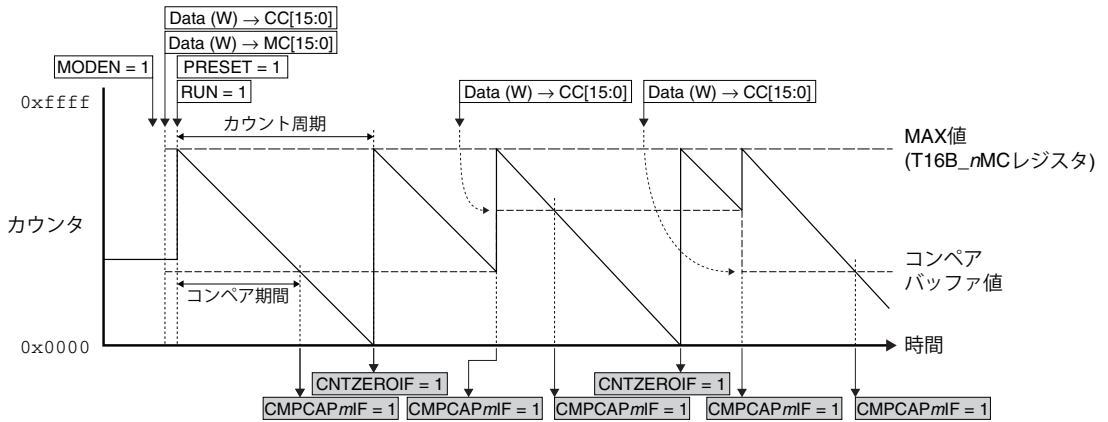 Data (W) → CC[15:0]
Data (W) → MC[15:0]
MODEN = 1
PRESET = 1
RUN = 1
Data (W) → CC[15:0]
Data (W) → CC[15:0]
0xffff
カウント周期
MAX値
(T16B_nMCレジスタ)
カウンタ
コンペア
バッファ値
コンペア期間
0x0000
時間
CNTZEROIF = 1
CNTZEROIF = 1
CMPCAPmIF = 1
CMPCAPmIF = 1
CMPCAPmIF = 1
CMPCAPmIF = 1
CMPCAPmIF = 1